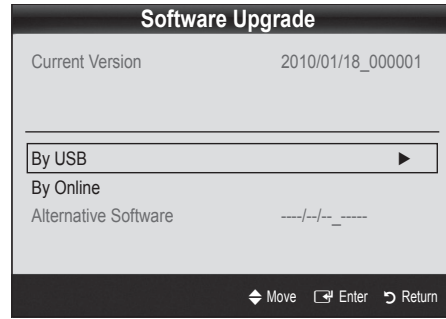 Software Upgrade
Current Version 2010/01/18_000001
By USB ▶
By Online
Alternative Software ----/--/--_-----
Move Enter Return